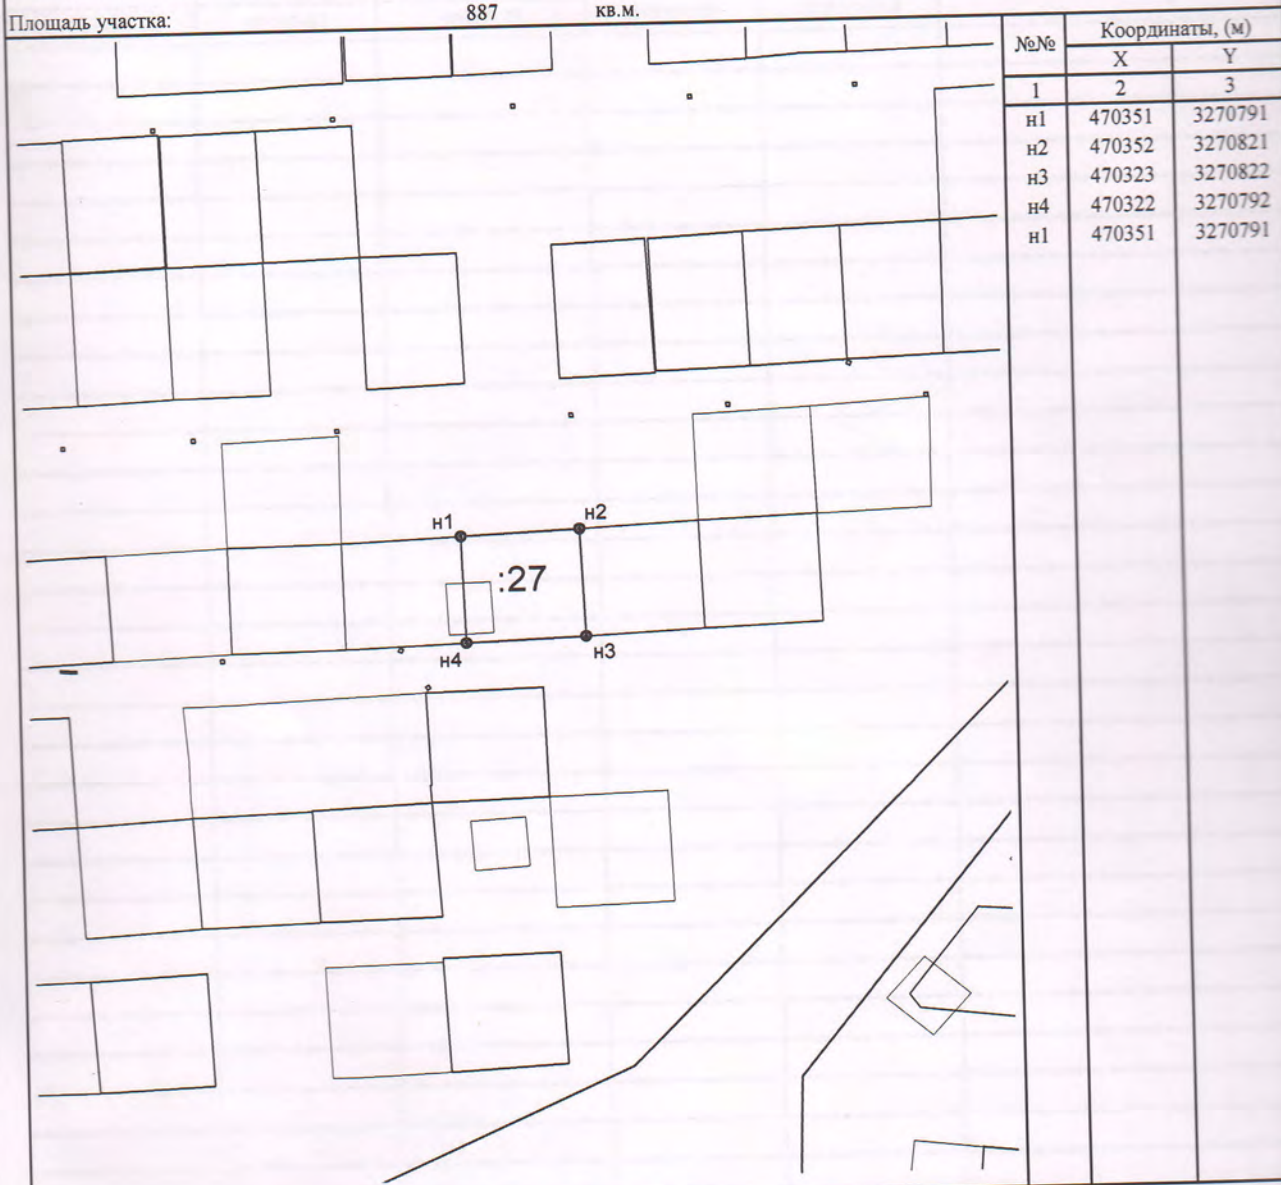 Площадь участка: 887 кв.м.
№№ Координаты, (м)
X Y
1 2 3
н1 470351 3270791
н2 470352 3270821
н3 470323 3270822
н4 470322 3270792
н1 470351 3270791
н1 н2
:27
н4 н3